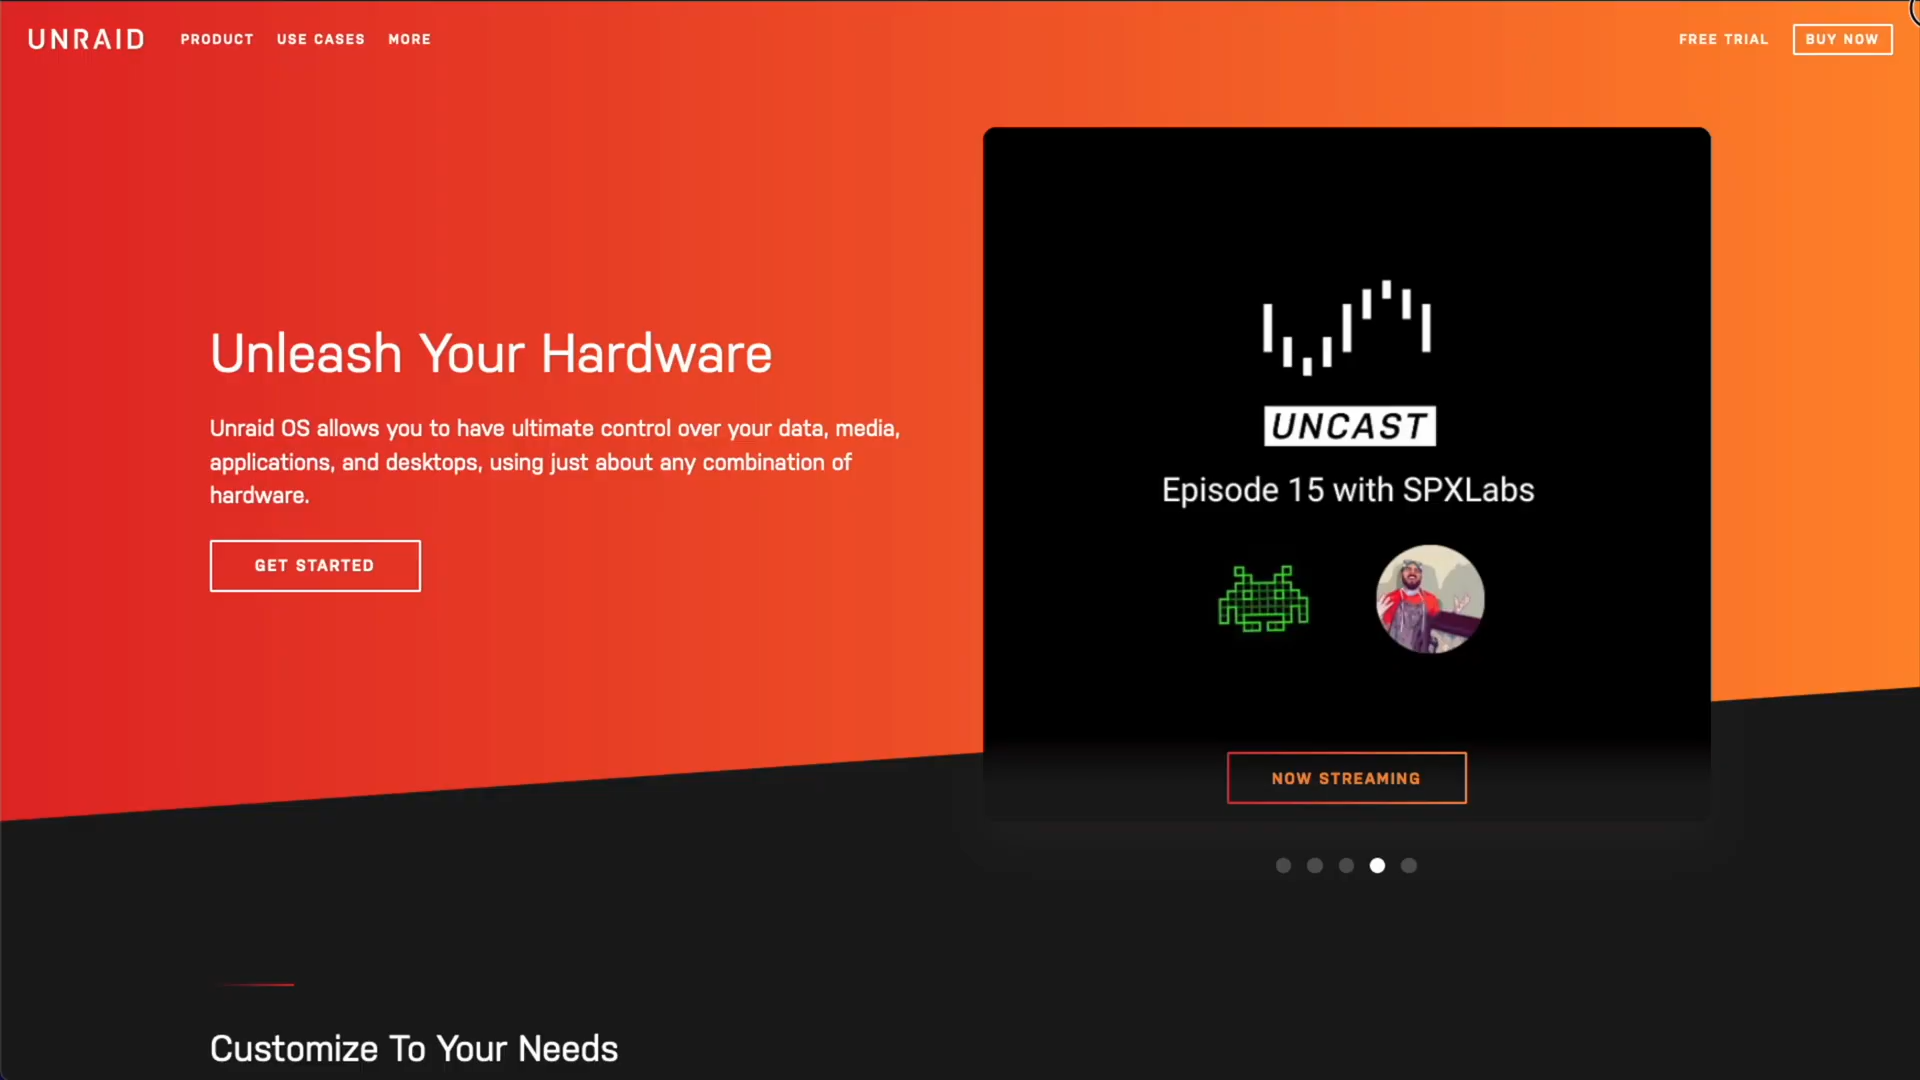 UNRAID
PRODUCT
USE CASES
MORE
FREE TRIAL
BUY NOW
Unleash Your Hardware
Unraid OS allows you to have ultimate control over your data, media,
applications, and desktops, using just about any combination of
hardware.
GET STARTED
UNCAST
Episode 15 with SPXLabs
NOW STREAMING
Customize To Your Needs